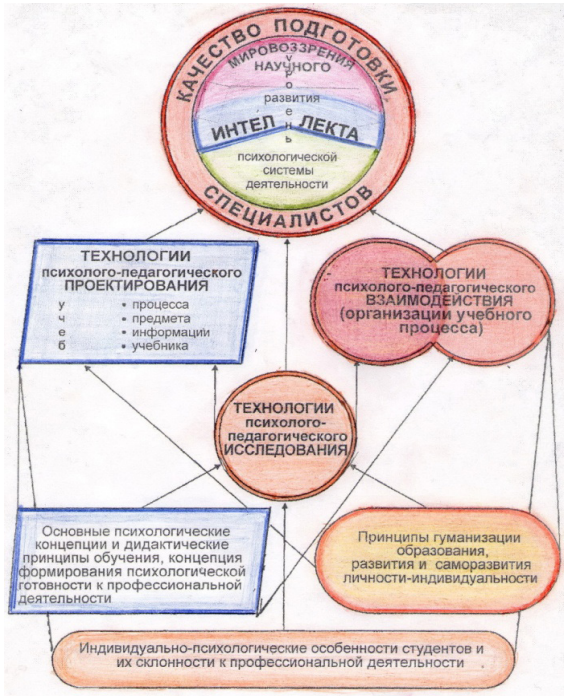 КАЧЕСТВО ПОДГОТОВКИ
МИРОВОЗЗРЕНИЯ
НАУЧНОГО
уровень
развития
ИНТЕЛ ЛЕКТА
психологической
системы
деятельности
СПЕЦИАЛИСТОВ
ТЕХНОЛОГИИ
психолого-педагогического
ПРОЕКТИРОВАНИЯ
у • процесса
ч • предмета
е • информации
б • учебника
ТЕХНОЛОГИИ
психолого-педагогического
ВЗАИМОДЕЙСТВИЯ
(организации учебного
процесса)
ТЕХНОЛОГИИ
психолого-
педагогического
ИССЛЕДОВАНИЯ
Основные психологические
концепции и дидактические
принципы обучения, концепция
формирования психологической
готовности к профессиональной
деятельности
Принципы гуманизации
образования,
развития и саморазвития
личности-индивидуальности
Индивидуально-психологические особенности студентов и
их склонности к профессиональной деятельности